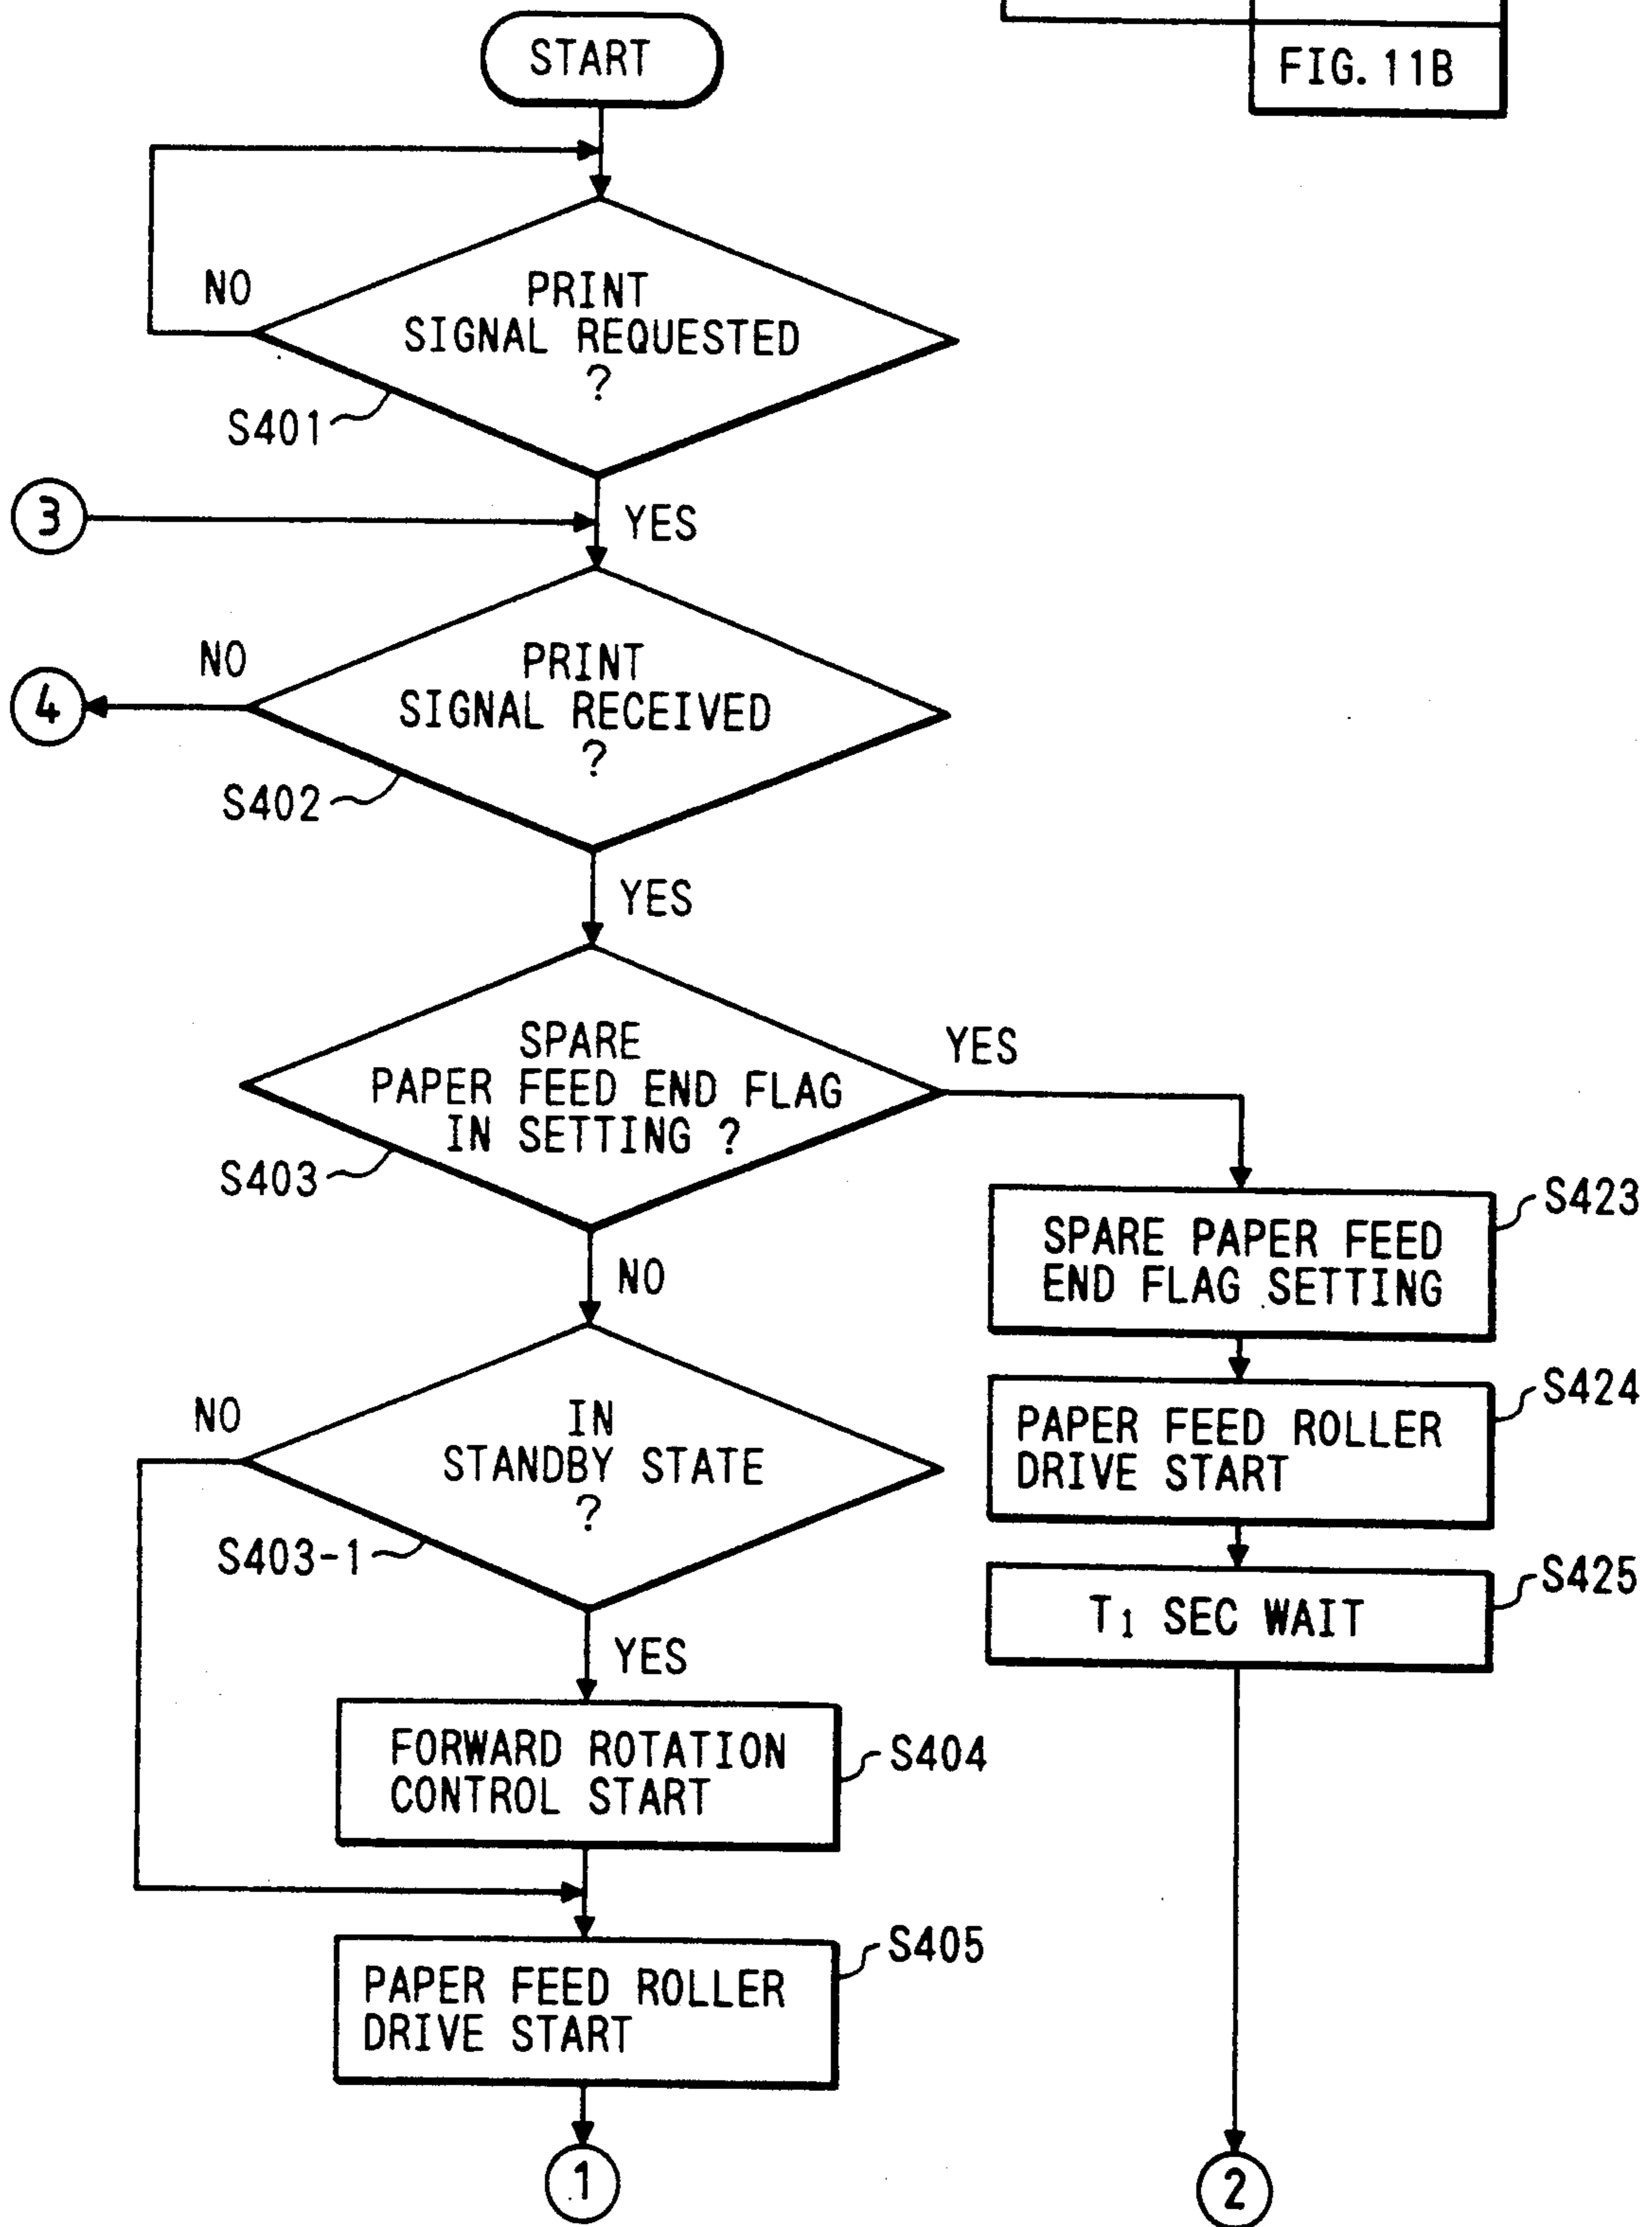 FIG. 11B
START
NO
PRINT
SIGNAL REQUESTED
?
S401
3
YES
NO
PRINT
SIGNAL RECEIVED
?
4
S402
YES
SPARE
PAPER FEED END FLAG
IN SETTING ?
YES
S403
NO
S423
SPARE PAPER FEED
END FLAG SETTING
NO
IN
STANDBY STATE
?
S403-1
S424
PAPER FEED ROLLER
DRIVE START
S425
T1 SEC WAIT
YES
FORWARD ROTATION
CONTROL START
S404
S405
PAPER FEED ROLLER
DRIVE START
1
2